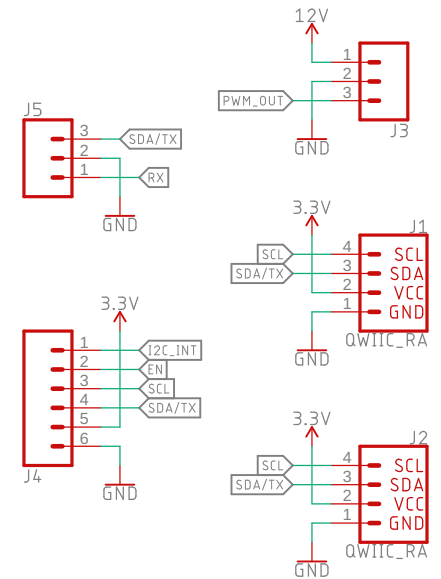 12V
1
2
PWM_OUT
3
J3
GND
J5
3
SDA/TX
2
1
RX
GND
3.3V
J1
SCL
4
SCL
SDA/TX
3
SDA
2
VCC
1
GND
QWIIC_RA
GND
3.3V
1
I2C_INT
2
EN
3
SCL
4
SDA/TX
5
6
J4
GND
3.3V
J2
SCL
4
SCL
SDA/TX
3
SDA
2
VCC
1
GND
QWIIC_RA
GND